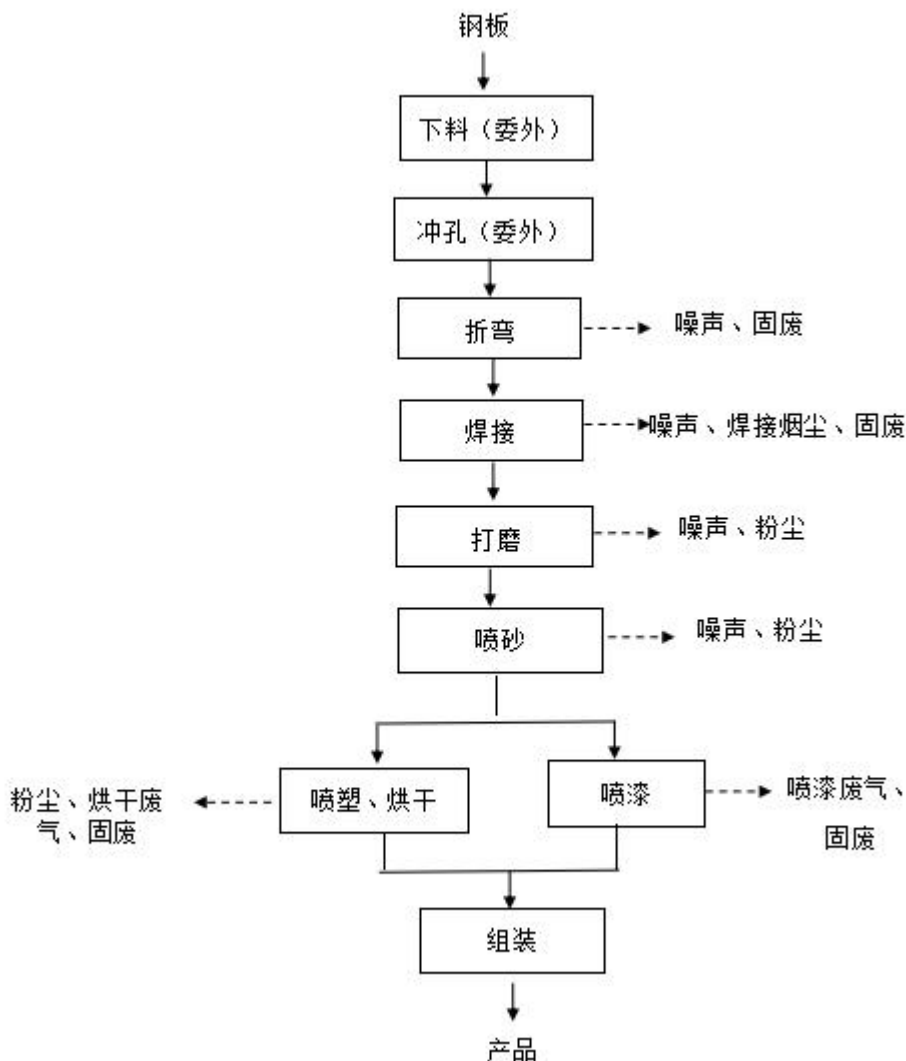 钢板
下料（委外）
冲孔（委外）
折弯
噪声、固废
焊接
噪声、焊接烟尘、固废
打磨
噪声、粉尘
喷砂
噪声、粉尘
粉尘、烘干废
气、固废
喷塑、烘干
喷漆
喷漆废气、
固废
组装
产品